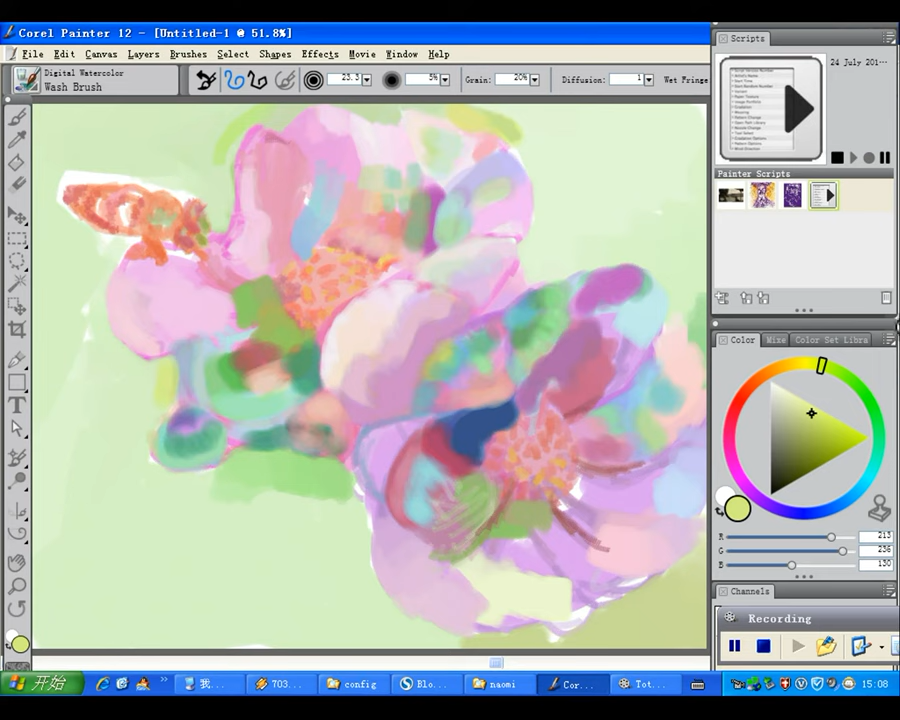 Corel Painter 12 - [Untitled-1 @ 51.8%]
File Edit Canvas Layers Brushes Select Shapes Effects Movie Window Help
Digital Watercolor
Wash Brush
23.3
5%
Grain: 20%
Diffusion: 1
Wet Fringe
Scripts
24 July 201...
Painter Scripts
Color Mixe Color Set Libra
R 213
G 236
B 130
Channels
Recording
开始
我...
703...
config
Blo...
naomi
Cor...
Tot...
15:08